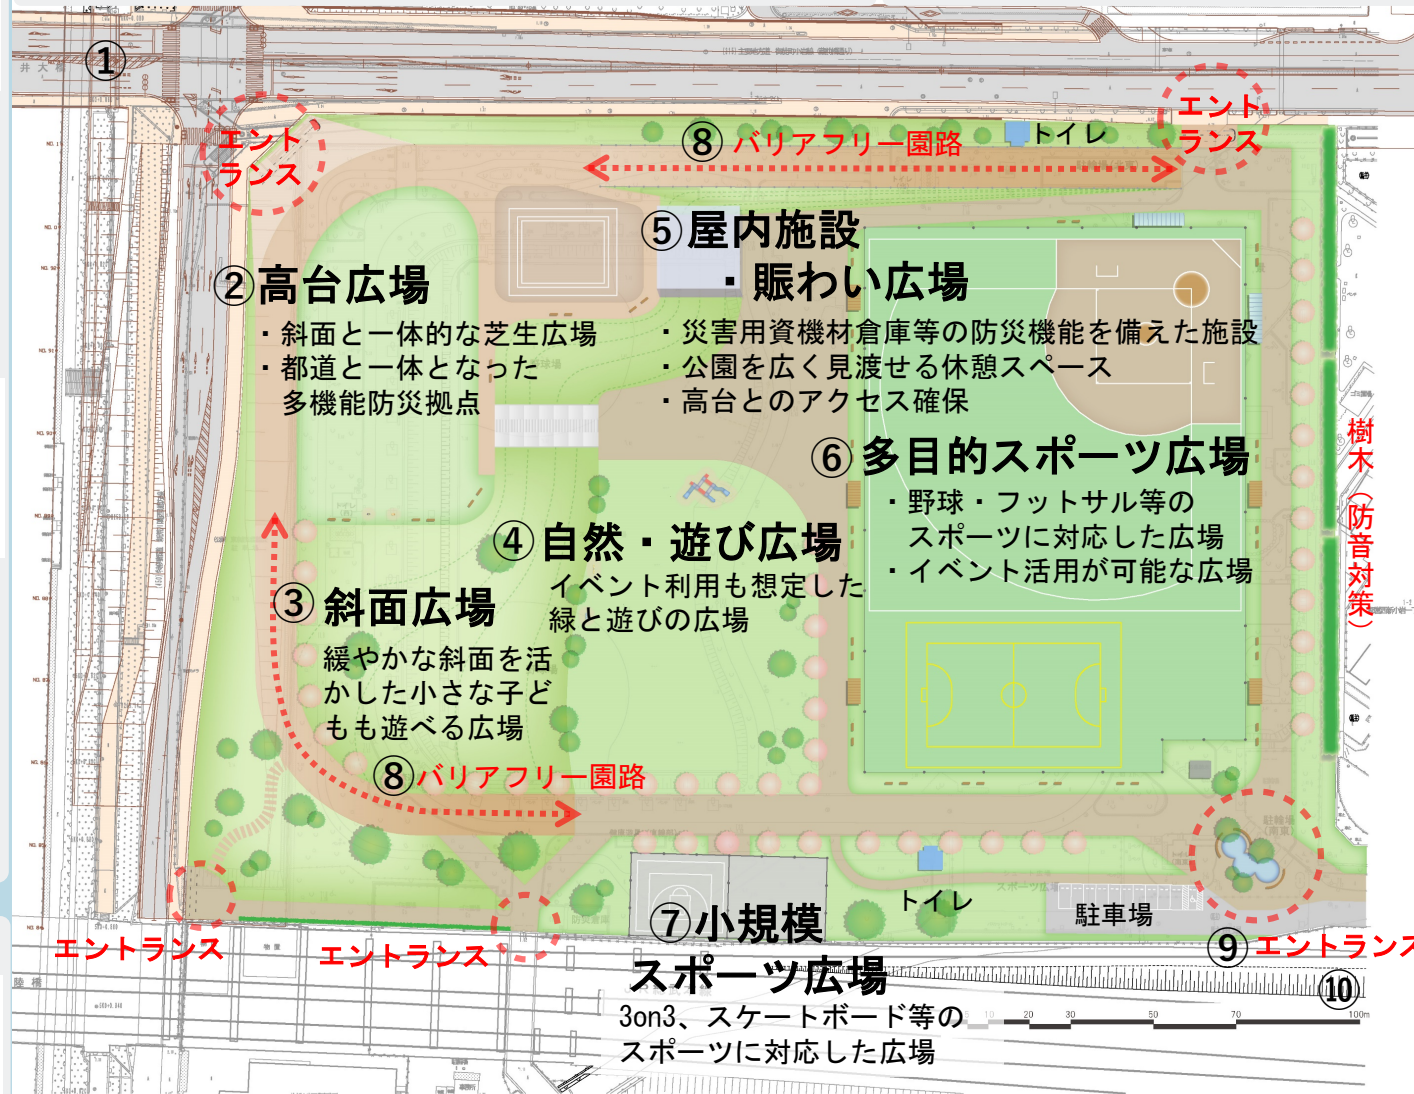 ①
エント
ランス
エント
ランス
⑧ バリアフリー園路
トイレ
②高台広場
・斜面と一体的な芝生広場
・都道と一体となった
多機能防災拠点
⑤屋内施設
・賑わい広場
・災害用資機材倉庫等の防災機能を備えた施設
・公園を広く見渡せる休憩スペース
・高台とのアクセス確保
⑥多目的スポーツ広場
・野球・フットサル等の
スポーツに対応した広場
・イベント活用が可能な広場
樹木（防音対策）
④自然・遊び広場
イベント利用も想定した
緑と遊びの広場
③斜面広場
緩やかな斜面を活
かした小さな子ど
もも遊べる広場
⑧バリアフリー園路
トイレ
駐車場
エントランス
エントランス
⑦小規模
スポーツ広場
3on3、スケートボード等の
スポーツに対応した広場
⑨エントランス
⑩
10 20 30 50 70 100m
陸橋